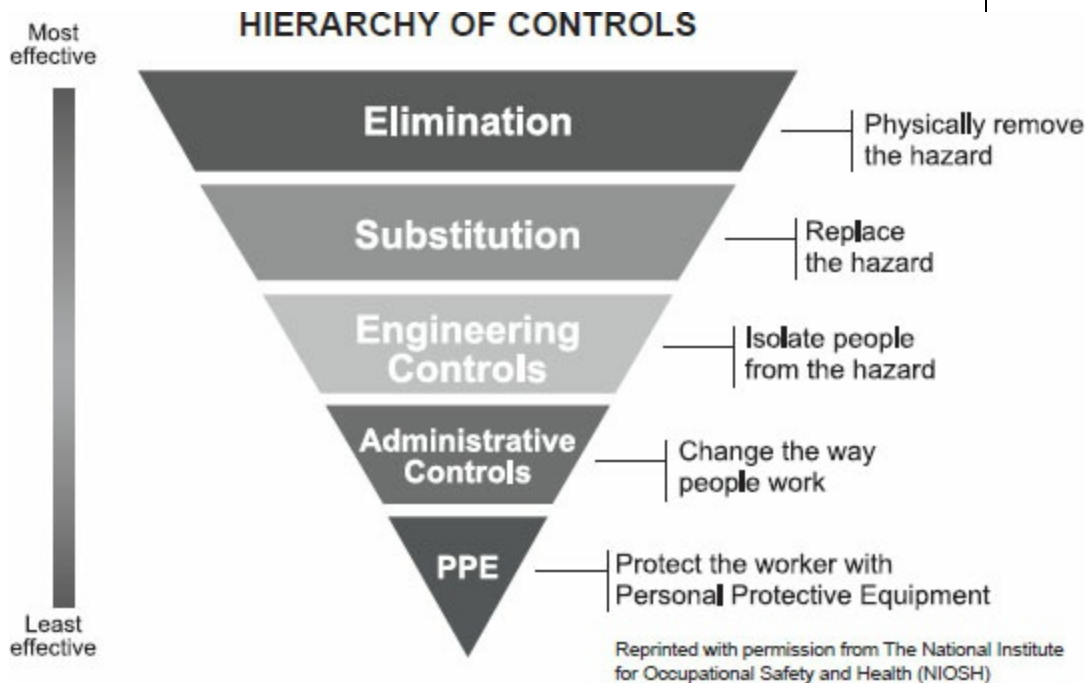 HIERARCHY OF CONTROLS
Most
effective
Elimination
Physically remove
the hazard
Substitution
Replace
the hazard
Engineering
Controls
Isolate people
from the hazard
Administrative
Controls
Change the way
people work
PPE
Protect the worker with
Personal Protective Equipment
Least
effective
Reprinted with permission from The National Institute
for Occupational Safety and Health (NIOSH)